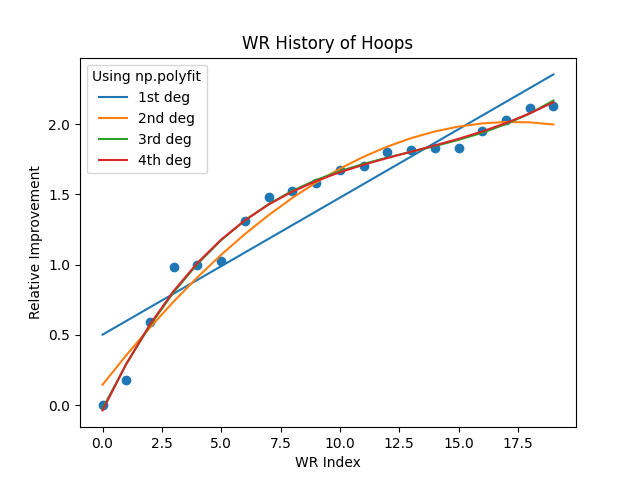 WR History of Hoops
Using np.polyfit
1st deg
2nd deg
3rd deg
4th deg
2.0
1.5
1.0
0.5
0.0
Relative Improvement
0.0 2.5 5.0 7.5 10.0 12.5 15.0 17.5
WR Index